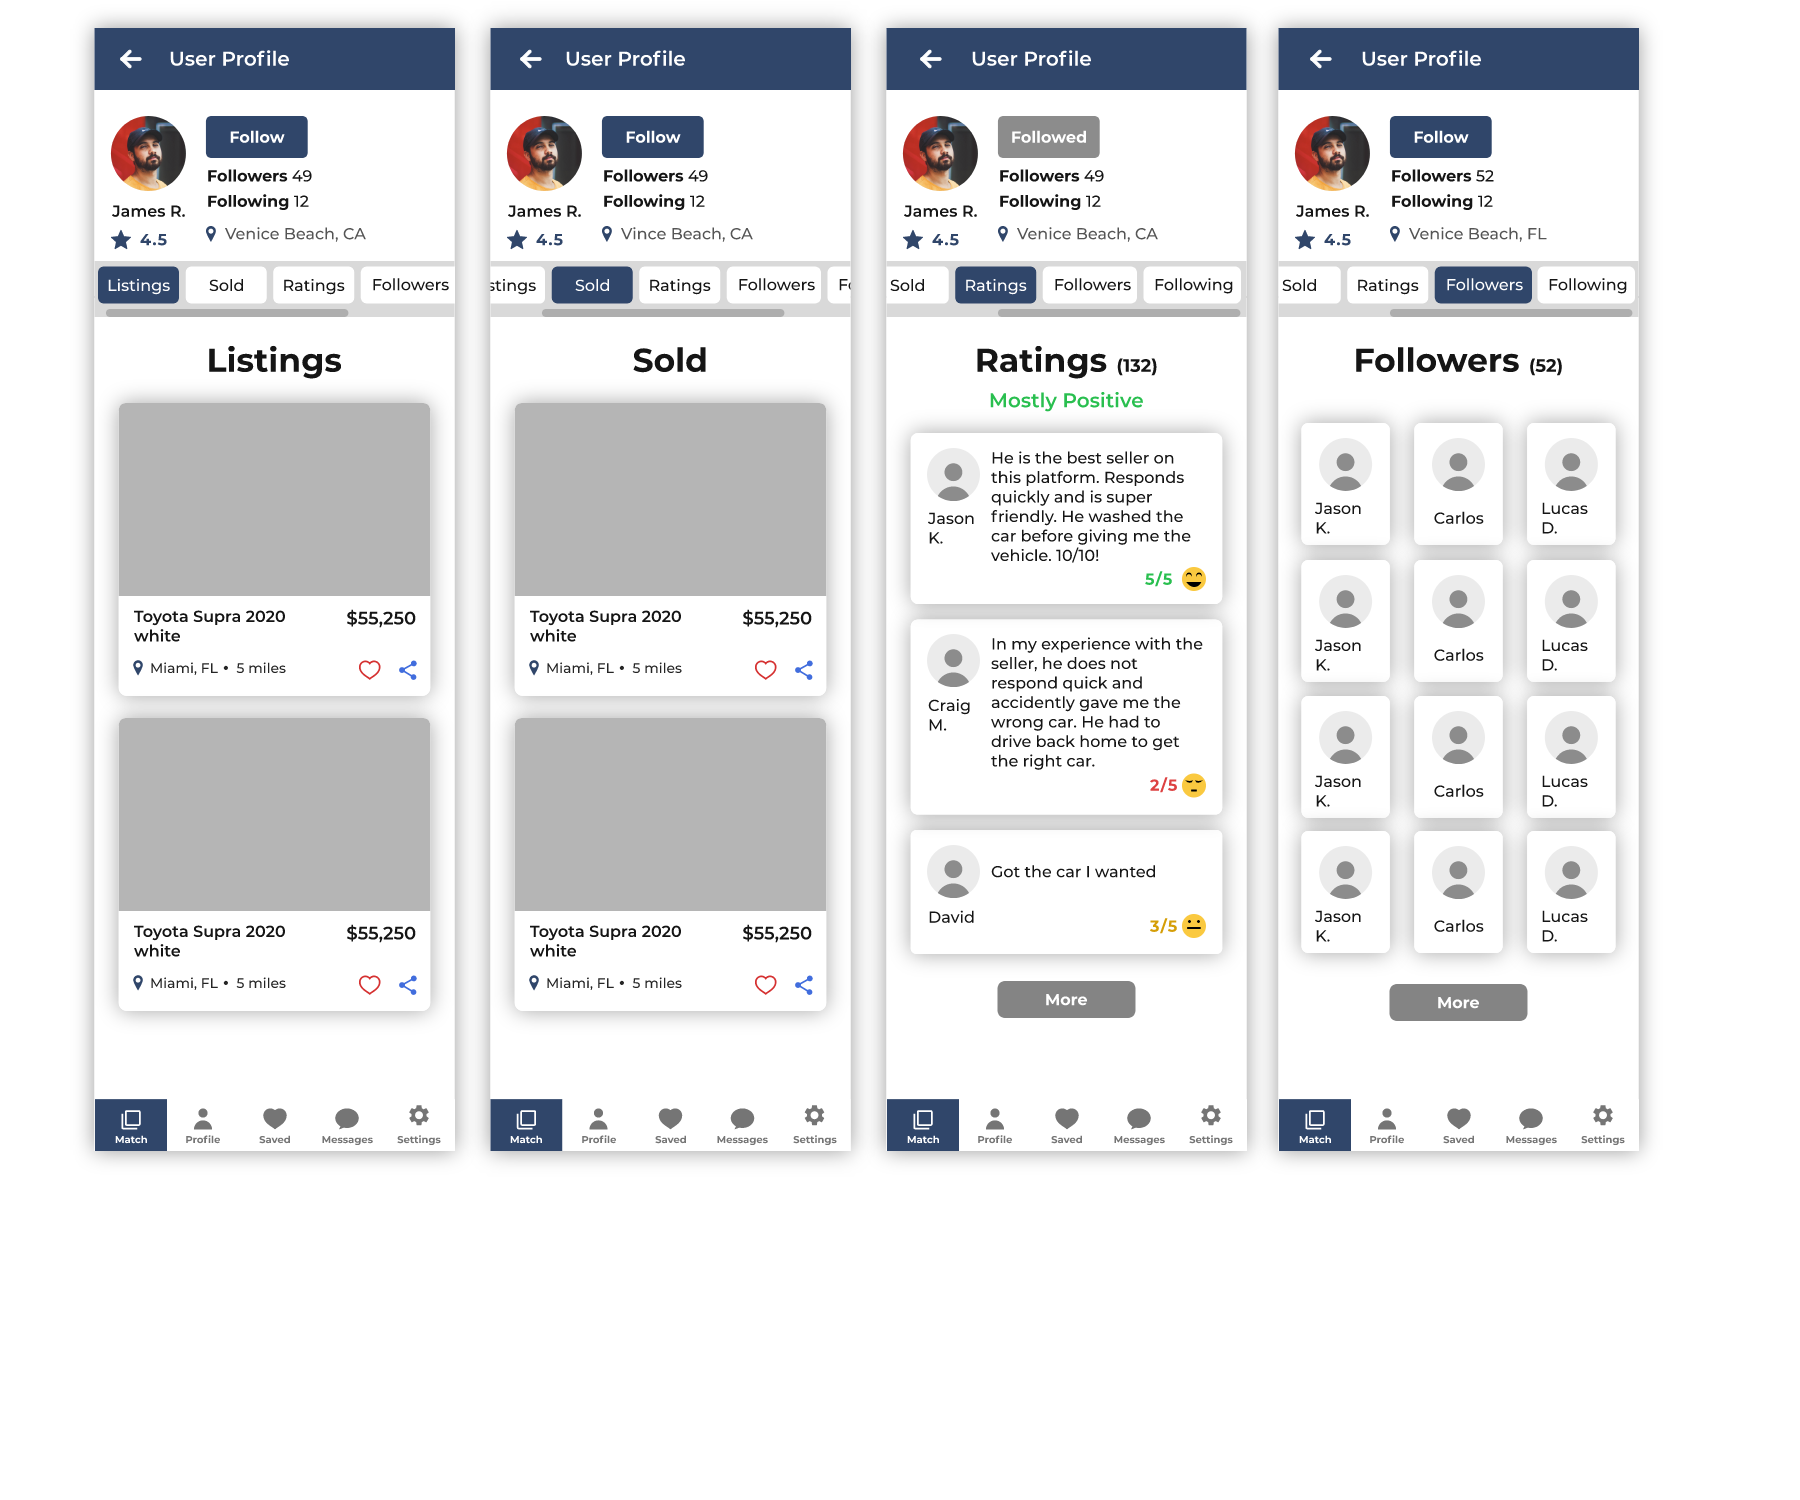 User Profile
Follow
Followers 49
Following 12
James R.
4.5
Venice Beach, CA
Listings
Sold
Ratings
Followers
Listings
Toyota Supra 2020
white
$55,250
Miami, FL • 5 miles
Toyota Supra 2020
white
$55,250
Miami, FL • 5 miles
Match
Profile
Saved
Messages
Settings
User Profile
Follow
Followers 49
Following 12
James R.
4.5
Vince Beach, CA
stings
Sold
Ratings
Followers
Fo
Sold
Toyota Supra 2020
white
$55,250
Miami, FL • 5 miles
Toyota Supra 2020
white
$55,250
Miami, FL • 5 miles
Match
Profile
Saved
Messages
Settings
User Profile
Followed
Followers 49
Following 12
James R.
4.5
Venice Beach, CA
Sold
Ratings
Followers
Following
Ratings (132)
Mostly Positive
Jason
K.
He is the best seller on
this platform. Responds
quickly and is super
friendly. He washed the
car before giving me the
vehicle. 10/10!
5/5
Craig
M.
In my experience with the
seller, he does not
respond quick and
accidently gave me the
wrong car. He had to
drive back home to get
the right car.
2/5
David
Got the car I wanted
3/5
More
Match
Profile
Saved
Messages
Settings
User Profile
Follow
Followers 52
Following 12
James R.
4.5
Venice Beach, FL
Sold
Ratings
Followers
Following
Followers (52)
Jason
K.
Carlos
Lucas
D.
Jason
K.
Carlos
Lucas
D.
Jason
K.
Carlos
Lucas
D.
Jason
K.
Carlos
Lucas
D.
More
Match
Profile
Saved
Messages
Settings